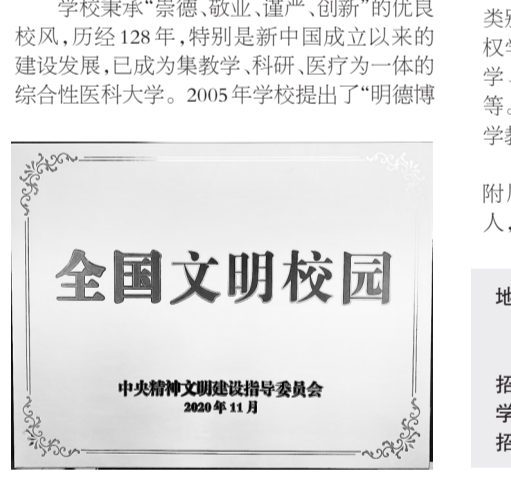 学校秉承“崇德、敬业、谨严、创新”的优良
校风，历经128年，特别是新中国成立以来的
建设发展，已成为集教学、科研、医疗为一体的
综合性医科大学。2005年学校提出了“明德博
全国文明校园
中央精神文明建设指导委员会
2020年11月
类别
权学
学、
等。
学教
附属
人，
地
招
学
招